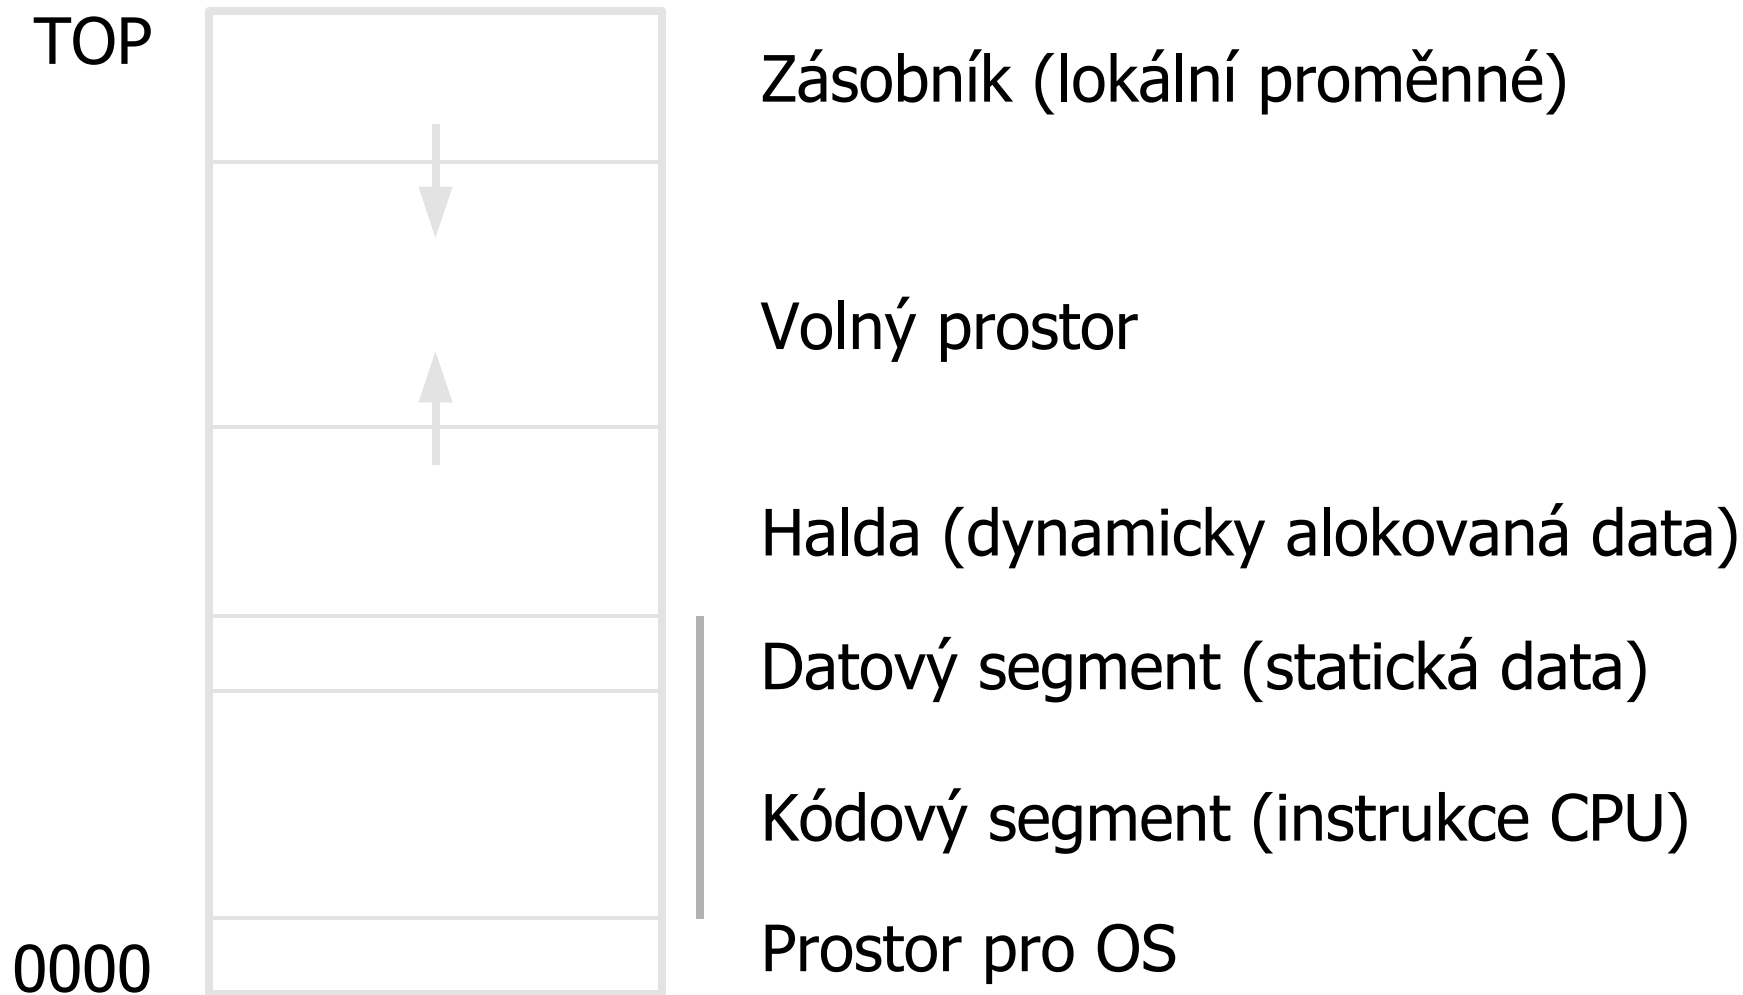 TOP
Zásobník (lokální proměnné)
Volný prostor
Halda (dynamicky alokovaná data)
Datový segment (statická data)
Kódový segment (instrukce CPU)
Prostor pro OS
0000